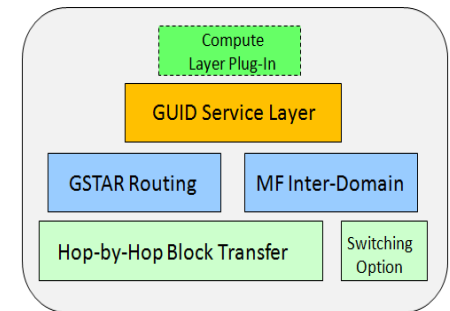 Compute
Layer Plug-In
GUID Service Layer
GSTAR Routing
MF Inter-Domain
Hop-by-Hop Block Transfer
Switching
Option